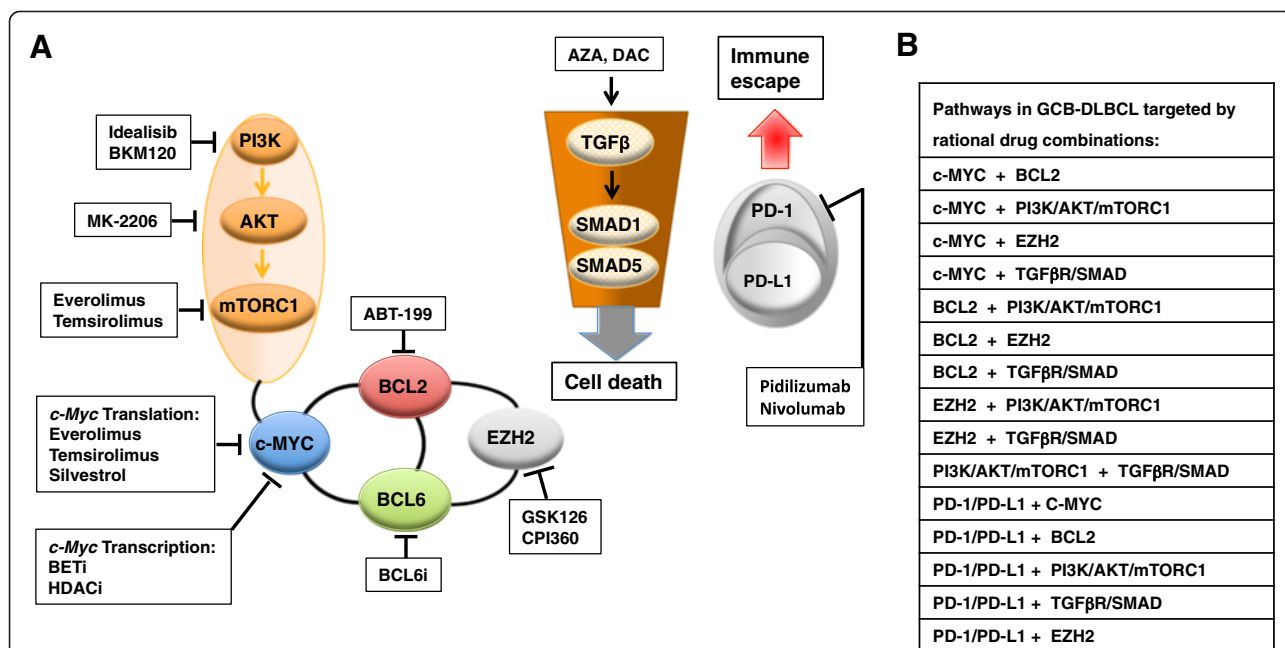 A
AZA, DAC
Immune
escape
Idealisib
BKM120
PI3K
TGFβ
MK-2206
AKT
SMAD1
SMAD5
PD-1
PD-L1
Everolimus
Temsirolimus
mTORC1
ABT-199
Cell death
Pidilizumab
Nivolumab
BCL2
c-Myc Translation:
Everolimus
Temsirolimus
Silvestrol
c-MYC
EZH2
BCL6
GSK126
CPI360
c-Myc Transcription:
BETi
HDACi
BCL6i
B
Pathways in GCB-DLBCL targeted by
rational drug combinations:
c-MYC + BCL2
c-MYC + PI3K/AKT/mTORC1
c-MYC + EZH2
c-MYC + TGFβR/SMAD
BCL2 + PI3K/AKT/mTORC1
BCL2 + EZH2
BCL2 + TGFβR/SMAD
EZH2 + PI3K/AKT/mTORC1
EZH2 + TGFβR/SMAD
PI3K/AKT/mTORC1 + TGFβR/SMAD
PD-1/PD-L1 + C-MYC
PD-1/PD-L1 + BCL2
PD-1/PD-L1 + PI3K/AKT/mTORC1
PD-1/PD-L1 + TGFβR/SMAD
PD-1/PD-L1 + EZH2